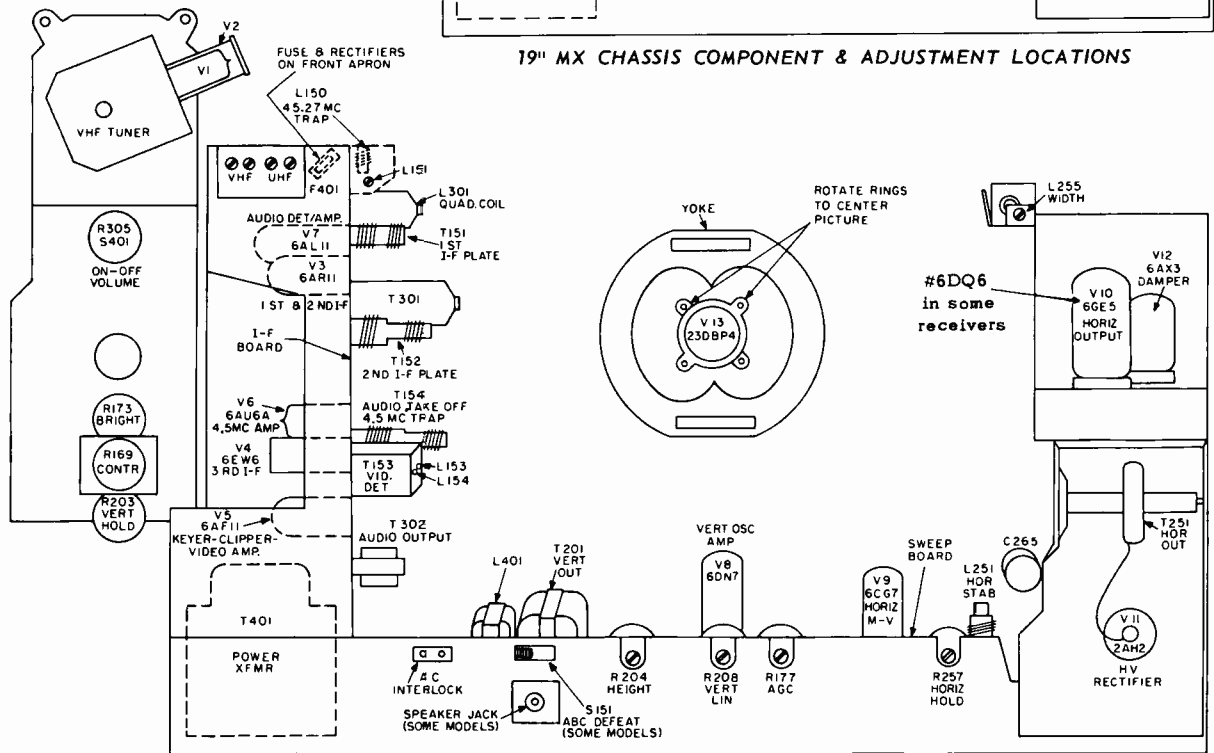 19" MX CHASSIS COMPONENT & ADJUSTMENT LOCATIONS
V2
V1
VHF TUNER
FUSE & RECTIFIERS
ON FRONT APRON
L150
45.27 MC
TRAP
VHF UHF
F401
L151
L301
QUAD. COIL
AUDIO DET/AMP.
V7
6AL11
T151
1ST
I-F PLATE
V3
6AR11
1ST & 2ND I-F
T301
I-F
BOARD
T152
2ND I-F PLATE
R305
S401
ON-OFF
VOLUME
R173
BRIGHT
R169
CONTR
R203
VERT
HOLD
V6
6AU6A
4.5MC AMP
T154
AUDIO TAKE OFF
4.5 MC TRAP
V4
6EW6
3RD I-F
T153
VID.
DET
L153
L154
V5
6AF11
KEYER-CLIPPER-
VIDEO AMP.
T302
AUDIO OUTPUT
T401
POWER
XFMR
L401
T201
VERT
OUT
AC
INTERLOCK
SPEAKER JACK
(SOME MODELS)
S151
ABC DEFEAT
(SOME MODELS)
YOKE
ROTATE RINGS
TO CENTER
PICTURE
V13
23DBP4
VERT OSC
AMP
V8
6DN7
R204
HEIGHT
R208
VERT
LIN
R177
AGC
V9
6CG7
HORIZ
M-V
SWEEP
BOARD
L251
HOR
STAB
R257
HORIZ
HOLD
C265
L255
WIDTH
#6DQ6
in some
receivers
V10
6GE5
HORIZ
OUTPUT
V12
6AX3
DAMPER
T251
HOR
OUT
V11
2AH2
HV
RECTIFIER